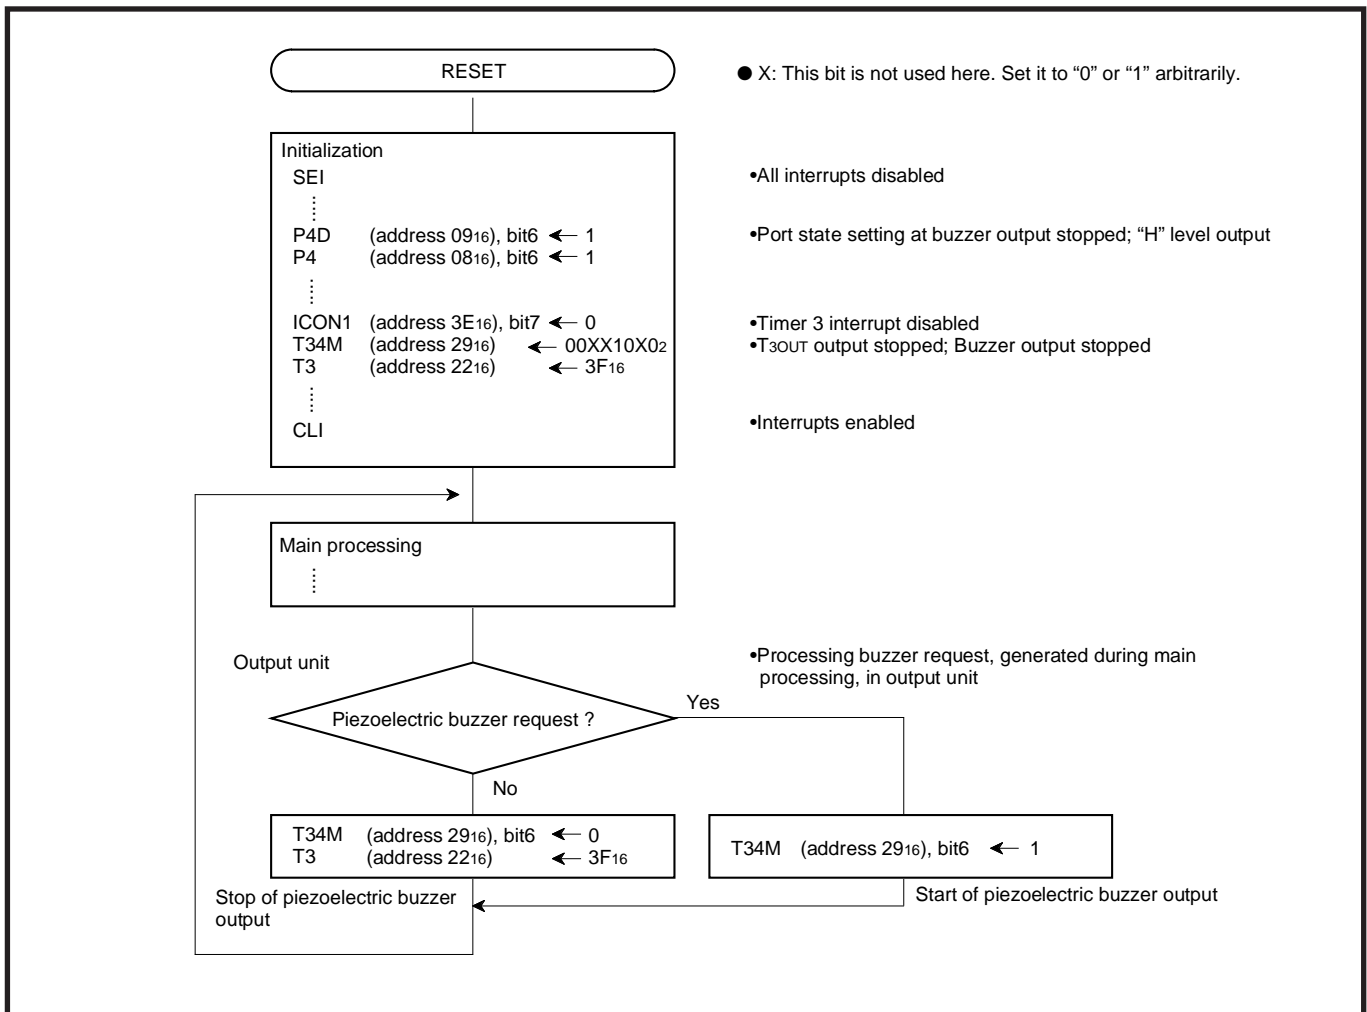 RESET
● X: This bit is not used here. Set it to “0” or “1” arbitrarily.
Initialization
SEI
•All interrupts disabled
P4D (address 0916), bit6 ← 1
•Port state setting at buzzer output stopped; “H” level output
P4 (address 0816), bit6 ← 1
ICON1 (address 3E16), bit7 ← 0
•Timer 3 interrupt disabled
T34M (address 2916) ← 00XX10X02
•T3OUT output stopped; Buzzer output stopped
T3 (address 2216) ← 3F16
CLI
•Interrupts enabled
Main processing
Output unit
•Processing buzzer request, generated during main
processing, in output unit
Piezoelectric buzzer request ?
Yes
No
T34M (address 2916), bit6 ← 0
T3 (address 2216) ← 3F16
T34M (address 2916), bit6 ← 1
Stop of piezoelectric buzzer
output
Start of piezoelectric buzzer output